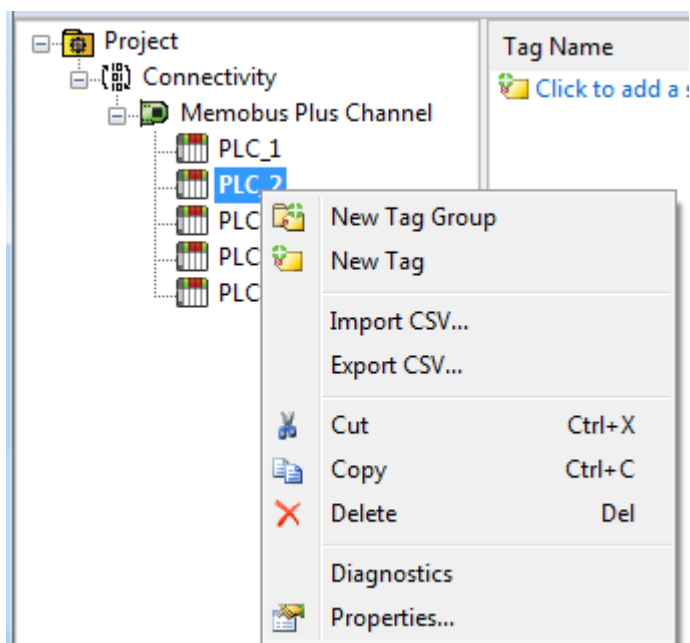 Project
Connectivity
Memobus Plus Channel
PLC_1
PLC_2
PLC
PLC
PLC
Tag Name
Click to add a
New Tag Group
New Tag
Import CSV...
Export CSV...
Cut Ctrl+X
Copy Ctrl+C
Delete Del
Diagnostics
Properties...